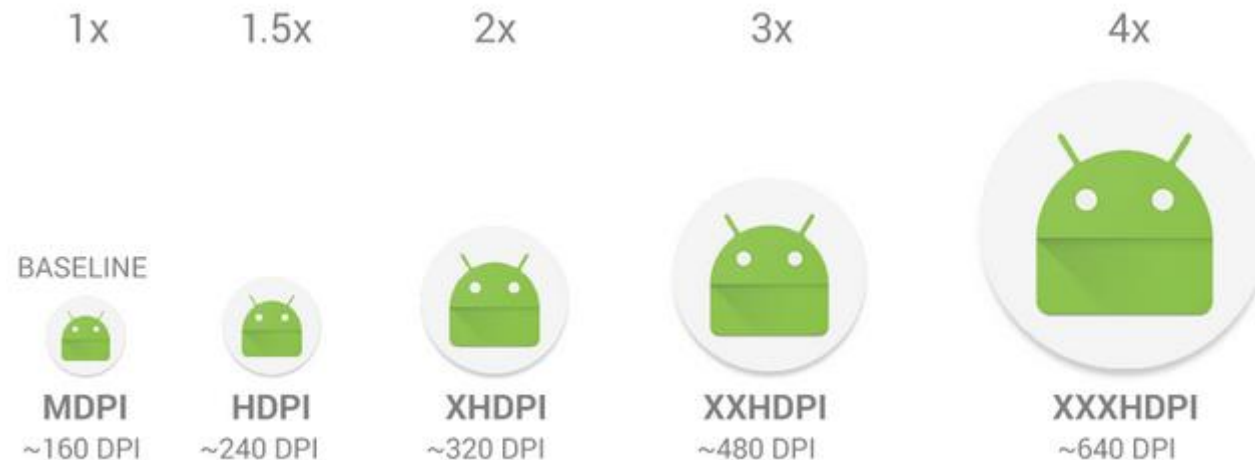 1x 1.5x 2x 3x 4x
BASELINE
MDPI HDPI XHDPI XXHDPI XXXHDPI
~160 DPI ~240 DPI ~320 DPI ~480 DPI ~640 DPI